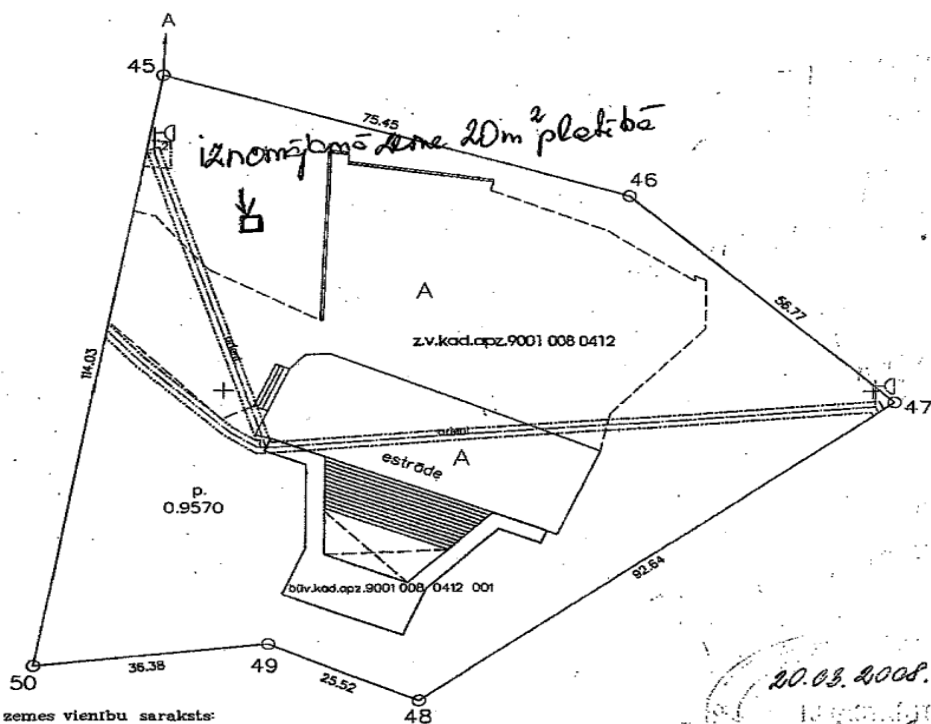 A
45
75.45
iznomājamā zeme 20m² platībā
46
A
56.77
z.v.kad.apz.9001 008 0412
114.03
47
estrāde
A
p.
0.9570
92.64
būv.kad.apz.9001 008 0412 001
36.38
49
50
25.52
48
20.03.2008.
zemes vienību saraksts: